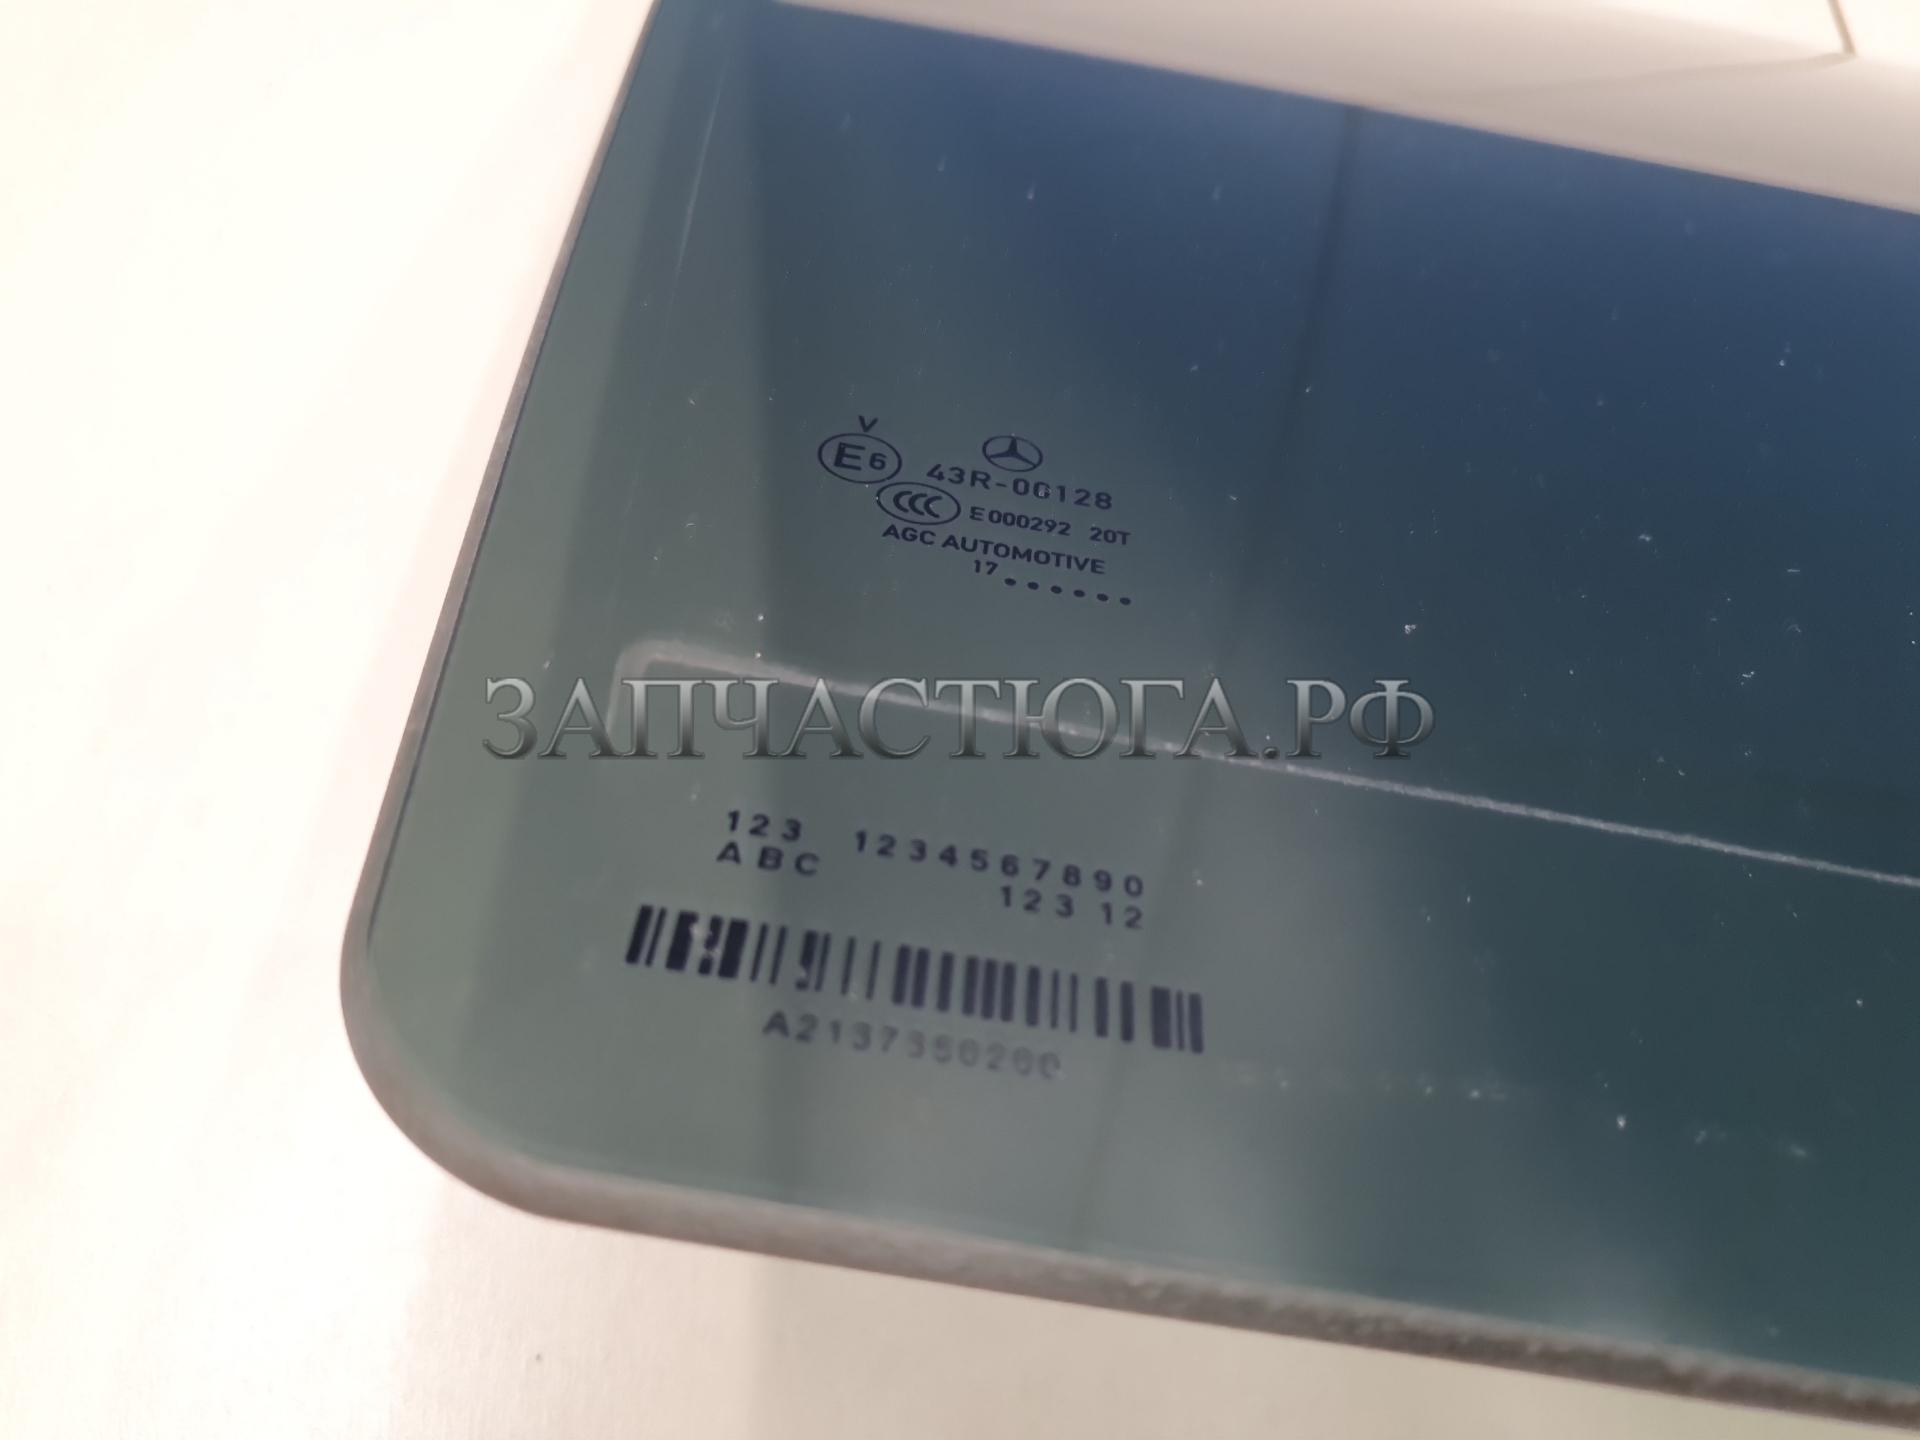 V
E6 43R-00128
CCC E000292 20T
AGC AUTOMOTIVE
17••••••
ЗАПЧАСТЮГА.РФ
123 1234567890
ABC 123 12
A2137350200